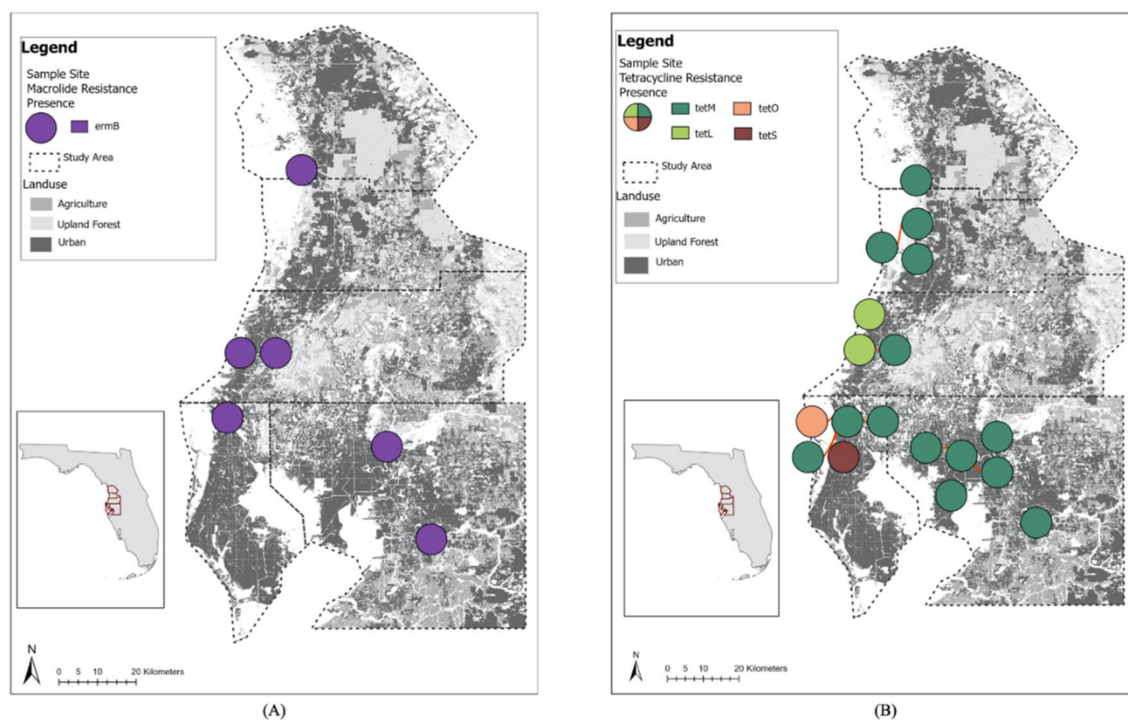 Legend
Sample Site
Macrolide Resistance
Presence
ermB
Study Area
Landuse
Agriculture
Upland Forest
Urban
N
0 5 10 20 Kilometers
(A)
Legend
Sample Site
Tetracycline Resistance
Presence
tetM tetO
tetL tetS
Study Area
Landuse
Agriculture
Upland Forest
Urban
N
0 5 10 20 Kilometers
(B)